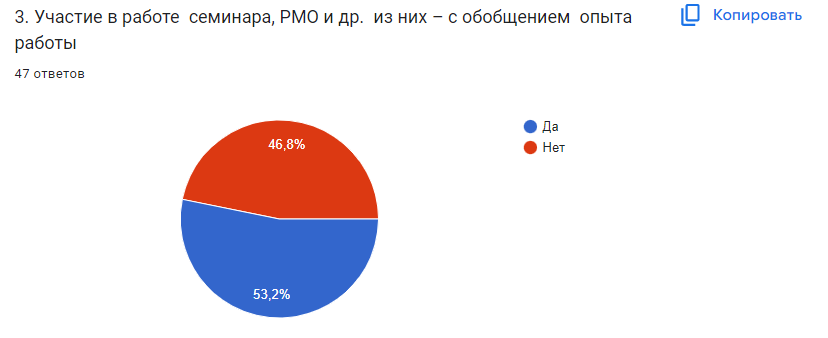 3. Участие в работе семинара, РМО и др. из них – с обобщением опыта
работы
Копировать
47 ответов
46,8%
53,2%
Да
Нет